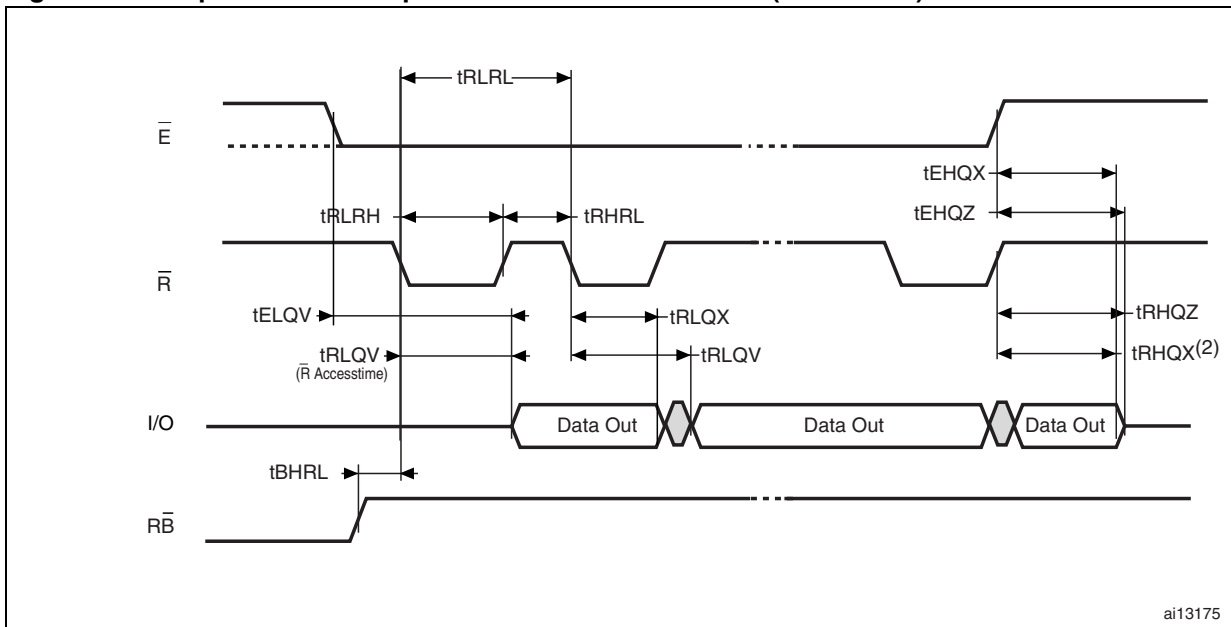 tRLRL
E̅
tEHQX
tEHQZ
tRLRH
tRHRL
R̅
tELQV
tRLQX
tRHQZ
tRLQV
(R̅ Accesstime)
tRLQV
tRHQX(2)
I/O
Data Out
Data Out
Data Out
tBHRL
RB̅
ai13175